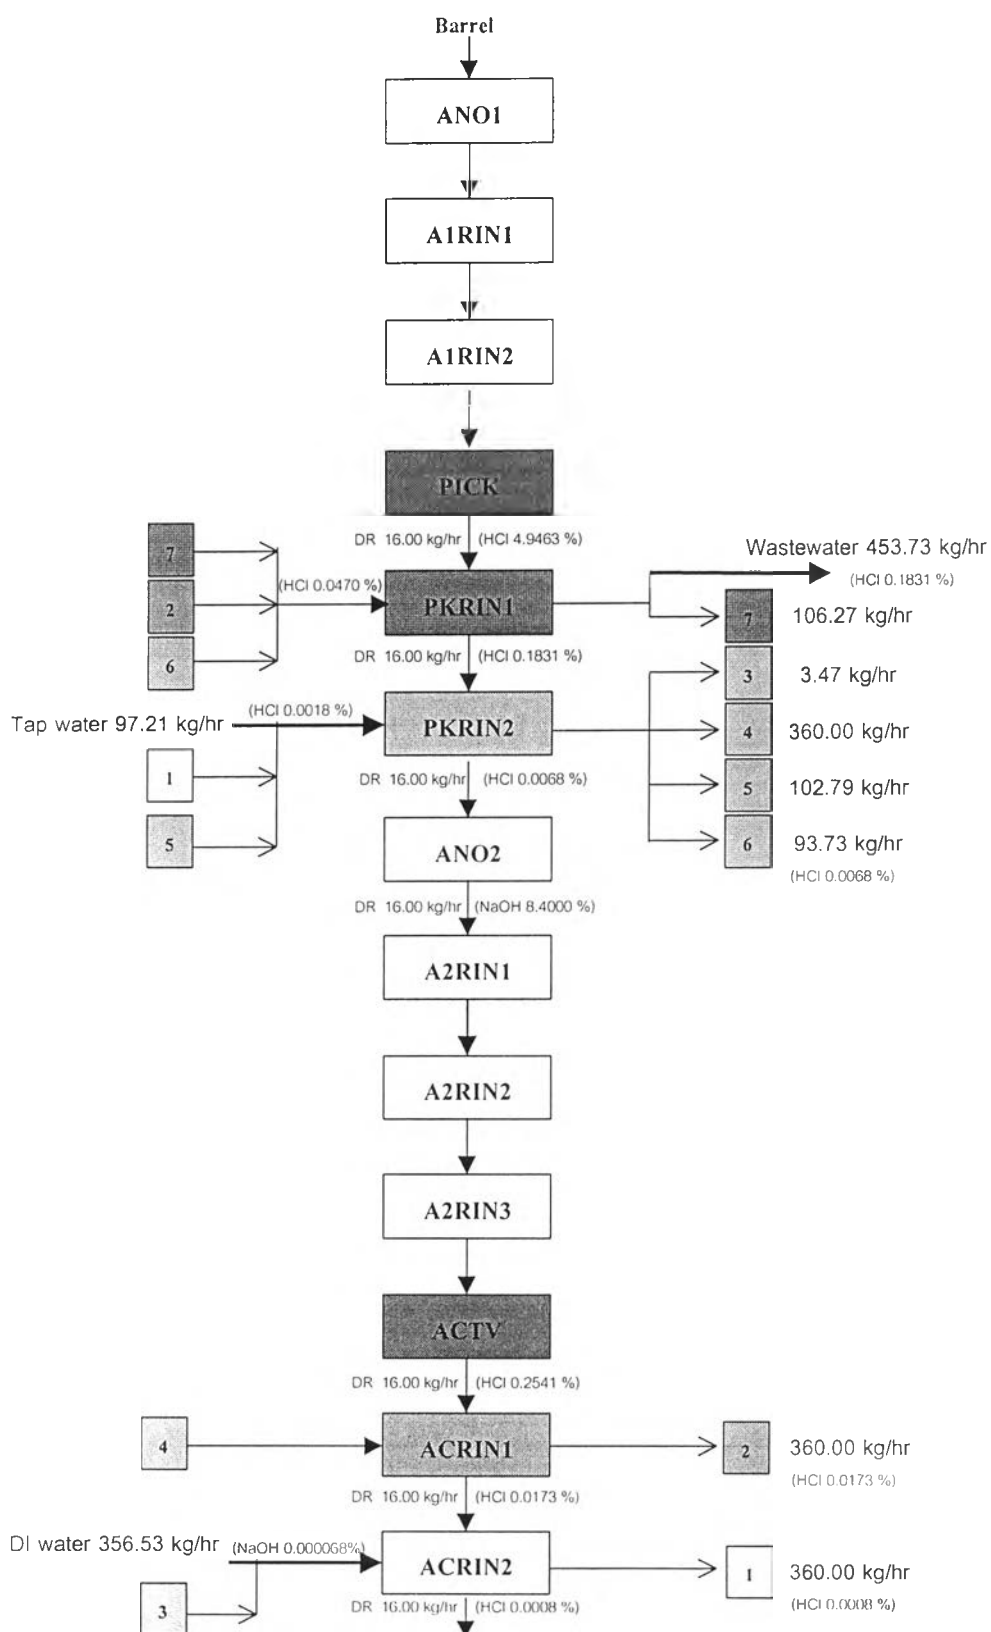 Barrel
ANO1
A1RIN1
A1RIN2
PICK
DR 16.00 kg/hr (HCl 4.9463 %)
7
Wastewater 453.73 kg/hr
(HCl 0.1831 %)
(HCl 0.0470 %)
2
PKRIN1
7 106.27 kg/hr
6
DR 16.00 kg/hr (HCl 0.1831 %)
3 3.47 kg/hr
Tap water 97.21 kg/hr (HCl 0.0018 %)
PKRIN2
4 360.00 kg/hr
1
DR 16.00 kg/hr (HCl 0.0068 %)
5 102.79 kg/hr
5
ANO2
6 93.73 kg/hr
(HCl 0.0068 %)
DR 16.00 kg/hr (NaOH 8.4000 %)
A2RIN1
A2RIN2
A2RIN3
ACTV
DR 16.00 kg/hr (HCl 0.2541 %)
4
ACRIN1
2 360.00 kg/hr
(HCl 0.0173 %)
DR 16.00 kg/hr (HCl 0.0173 %)
DI water 356.53 kg/hr (NaOH 0.000068%)
ACRIN2
1 360.00 kg/hr
(HCl 0.0008 %)
3
DR 16.00 kg/hr (HCl 0.0008 %)